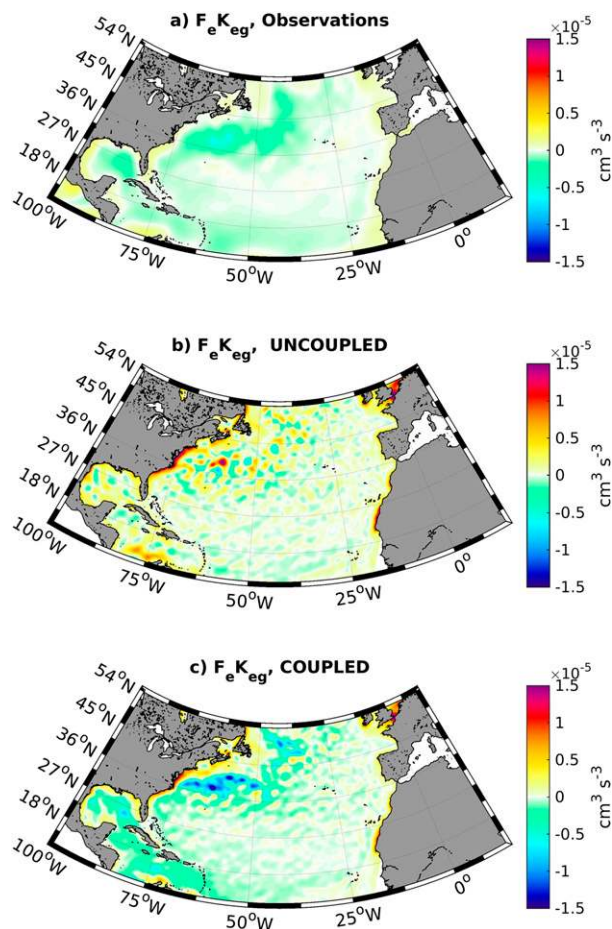 a) FeKeg, Observations
54°N
45°N
36°N
27°N
18°N
100°W
75°W
50°W
25°W
0°
×10-5
1.5
1
0.5
0
-0.5
-1
-1.5
cm3 s-3
b) FeKeg, UNCOUPLED
54°N
45°N
36°N
27°N
18°N
100°W
75°W
50°W
25°W
0°
×10-5
1.5
1
0.5
0
-0.5
-1
-1.5
cm3 s-3
c) FeKeg, COUPLED
54°N
45°N
36°N
27°N
18°N
100°W
75°W
50°W
25°W
0°
×10-5
1.5
1
0.5
0
-0.5
-1
-1.5
cm3 s-3